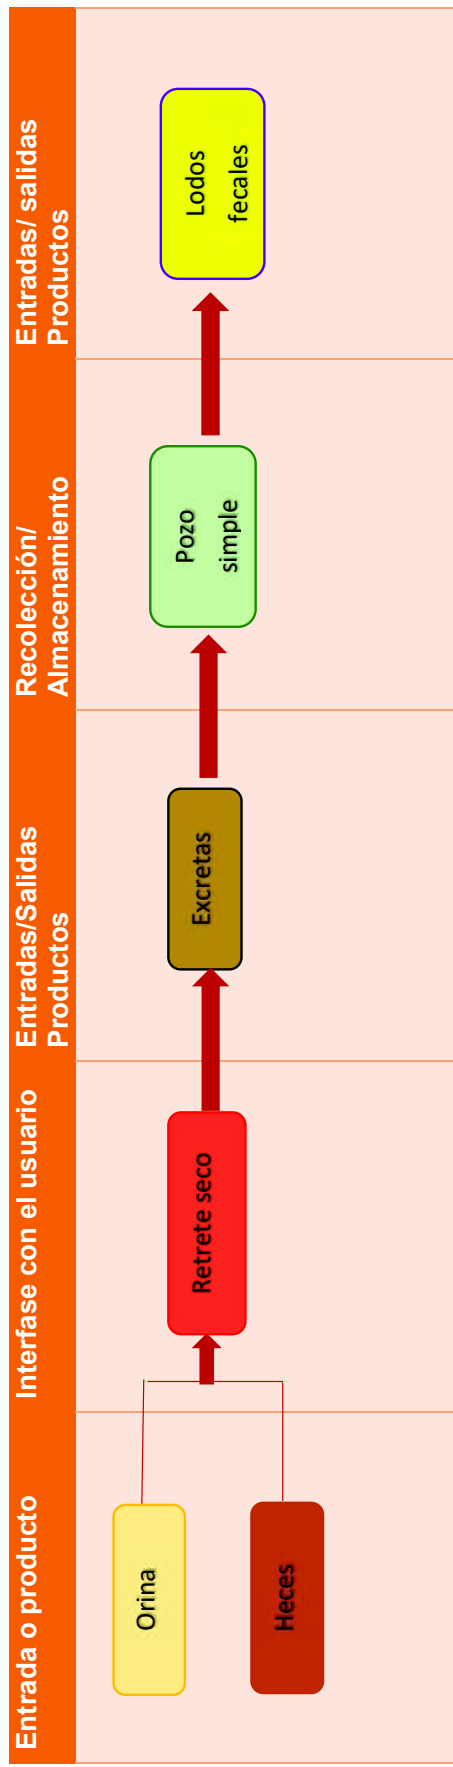 Entrada o producto
Interfase con el usuario
Entradas/Salidas
Productos
Recolección/
Almacenamiento
Entradas/ salidas
Productos
Orina
Heces
Retrete seco
Excretas
Pozo
simple
Lodos
fecales